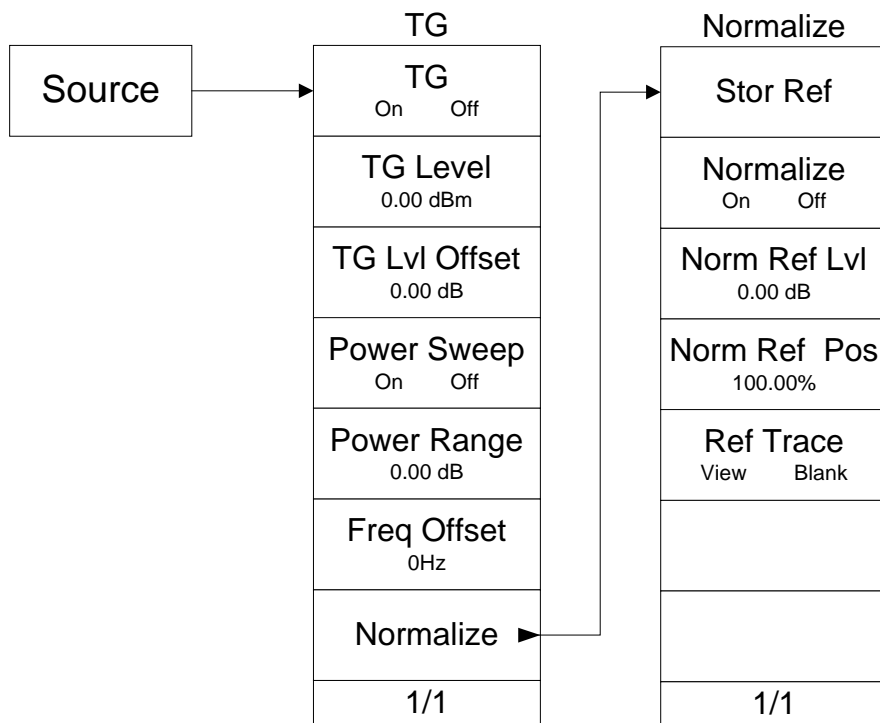 Source
TG
TG
On Off
TG Level
0.00 dBm
TG Lvl Offset
0.00 dB
Power Sweep
On Off
Power Range
0.00 dB
Freq Offset
0Hz
Normalize
1/1
Normalize
Stor Ref
Normalize
On Off
Norm Ref Lvl
0.00 dB
Norm Ref Pos
100.00%
Ref Trace
View Blank
1/1